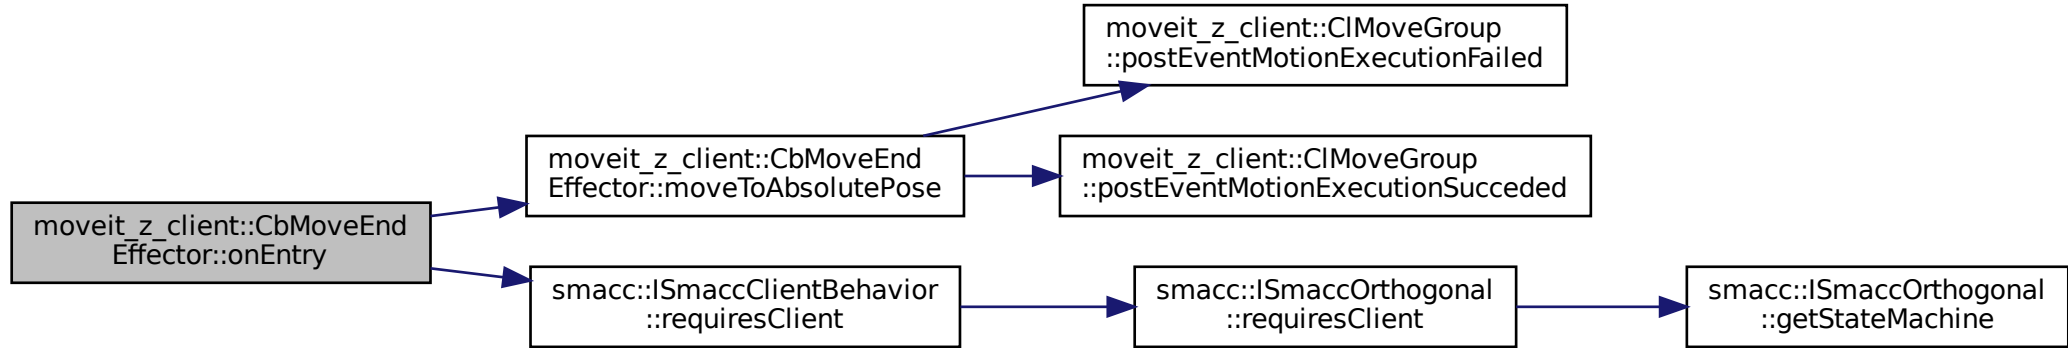 moveit_z_client::CbMoveEnd
Effector::onEntry
moveit_z_client::CbMoveEnd
Effector::moveToAbsolutePose
moveit_z_client::ClMoveGroup
::postEventMotionExecutionFailed
moveit_z_client::ClMoveGroup
::postEventMotionExecutionSucceded
smacc::ISmaccClientBehavior
::requiresClient
smacc::ISmaccOrthogonal
::requiresClient
smacc::ISmaccOrthogonal
::getStateMachine